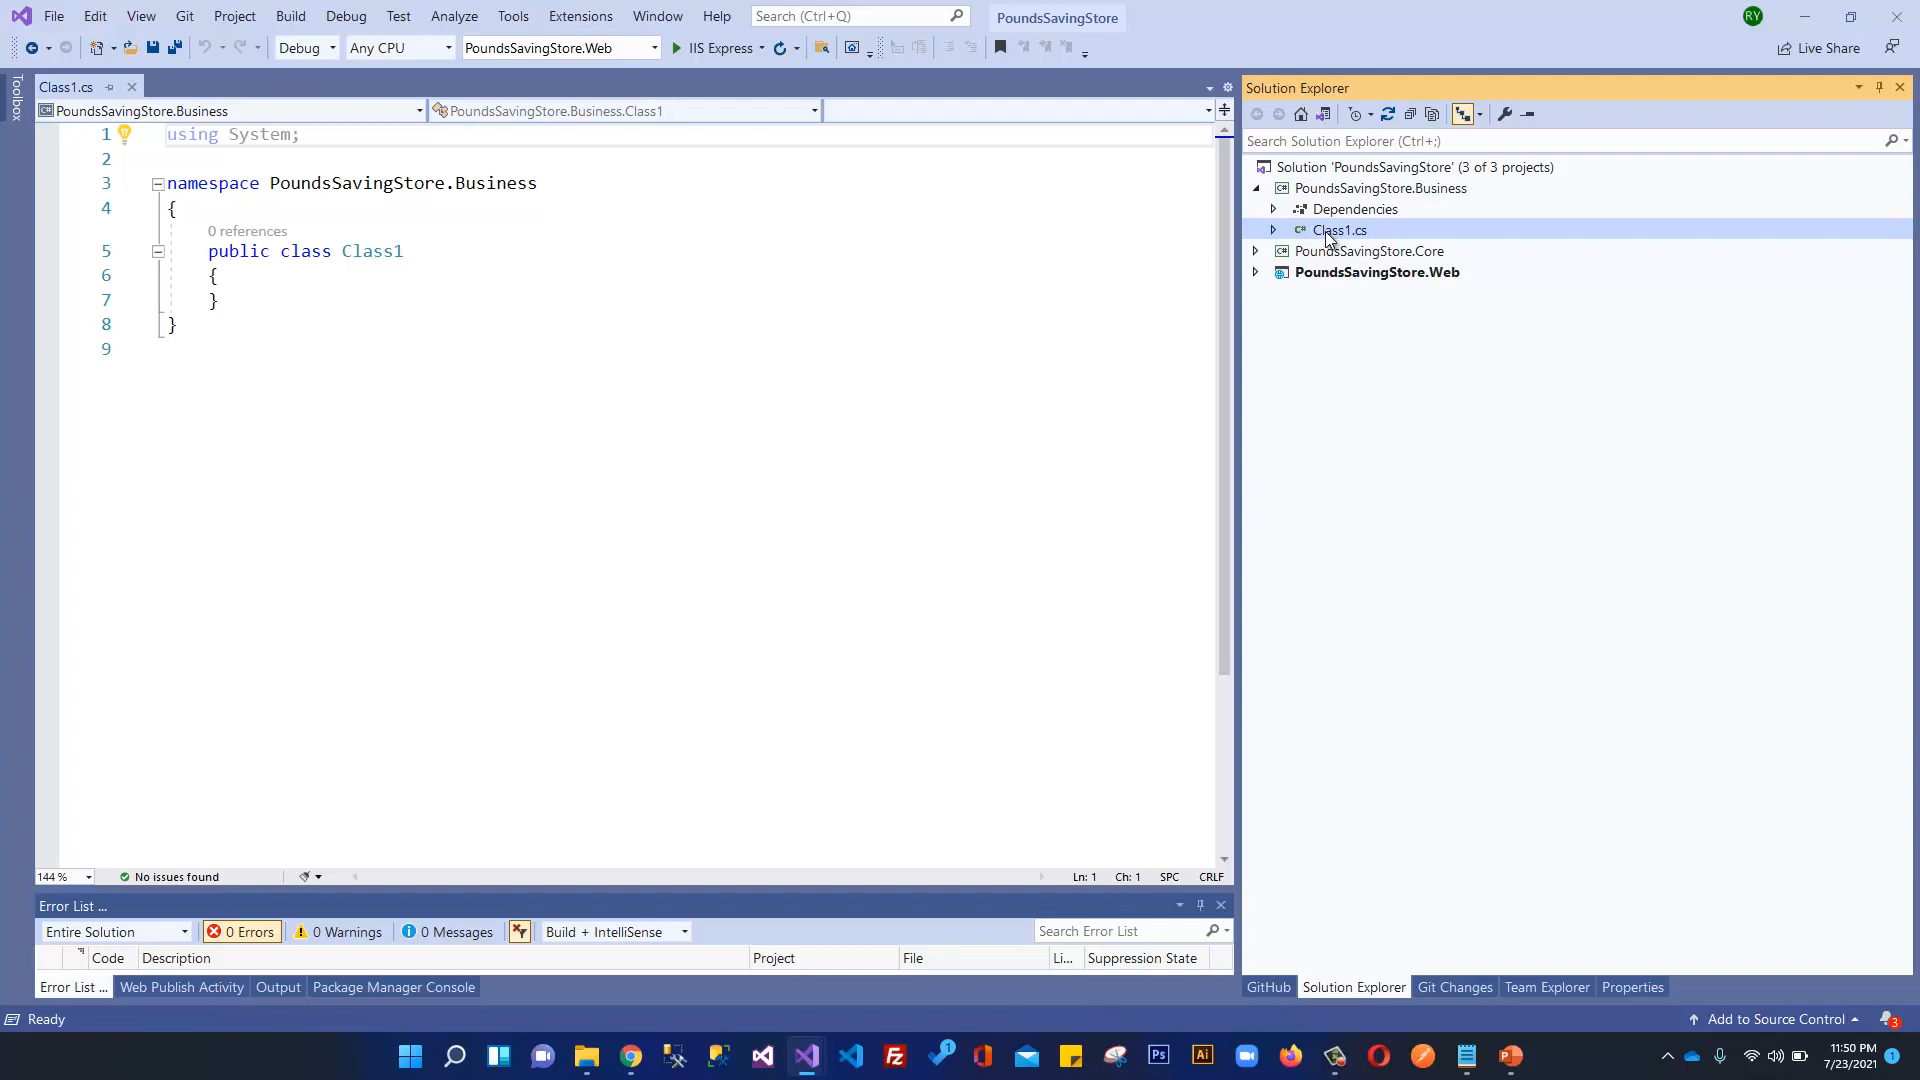 File Edit View Git Project Build Debug Test Analyze Tools Extensions Window Help Search (Ctrl+Q) PoundsSavingStore RY
Debug Any CPU PoundsSavingStore.Web IIS Express Live Share
Toolbox
Class1.cs
PoundsSavingStore.Business PoundsSavingStore.Business.Class1
1 using System;
2
3 namespace PoundsSavingStore.Business
4 {
0 references
5 public class Class1
6 {
7 }
8 }
9
144 % No issues found Ln: 1 Ch: 1 SPC CRLF
Error List ...
Entire Solution 0 Errors 0 Warnings 0 Messages Build + IntelliSense Search Error List
Code Description Project File Li... Suppression State
Error List ... Web Publish Activity Output Package Manager Console
Solution Explorer
Search Solution Explorer (Ctrl+;)
Solution 'PoundsSavingStore' (3 of 3 projects)
PoundsSavingStore.Business
Dependencies
Class1.cs
PoundsSavingStore.Core
PoundsSavingStore.Web
GitHub Solution Explorer Git Changes Team Explorer Properties
Ready Add to Source Control 3
1 Ps Ai 11:50 PM 1
7/23/2021